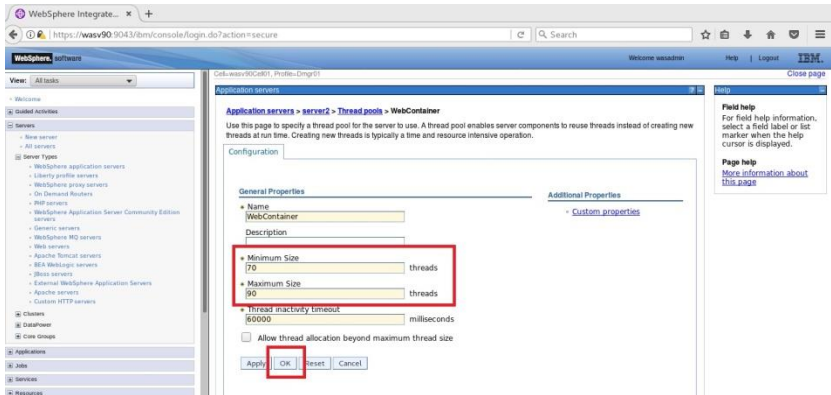 WebSphere Integrate... × +
https://wasv90:9043/ibm/console/login.do?action=secure
Search
WebSphere. software
Welcome wasadmin
Help | Logout
IBM.
View: All tasks
Cell=wasv90Cell01, Profile=Dmgr01
Close page
Welcome
Guided Activities
Servers
New server
All servers
Server Types
WebSphere application servers
Liberty profile servers
WebSphere proxy servers
On Demand Routers
PHP servers
WebSphere Application Server Community Edition
servers
Generic servers
WebSphere MQ servers
Web servers
Apache Tomcat servers
BEA WebLogic servers
JBoss servers
External WebSphere Application Servers
Apache servers
Custom HTTP servers
Clusters
DataPower
Core Groups
Applications
Jobs
Services
Resources
Application servers
Application servers > server2 > Thread pools > WebContainer
Use this page to specify a thread pool for the server to use. A thread pool enables server components to reuse threads instead of creating new
threads at run time. Creating new threads is typically a time and resource intensive operation.
Configuration
General Properties
Name
WebContainer
Description
Minimum Size
70 threads
Maximum Size
90 threads
Thread inactivity timeout
60000 milliseconds
Allow thread allocation beyond maximum thread size
Apply OK Reset Cancel
Additional Properties
Custom properties
Help
Field help
For field help information,
select a field label or list
marker when the help
cursor is displayed.
Page help
More information about
this page